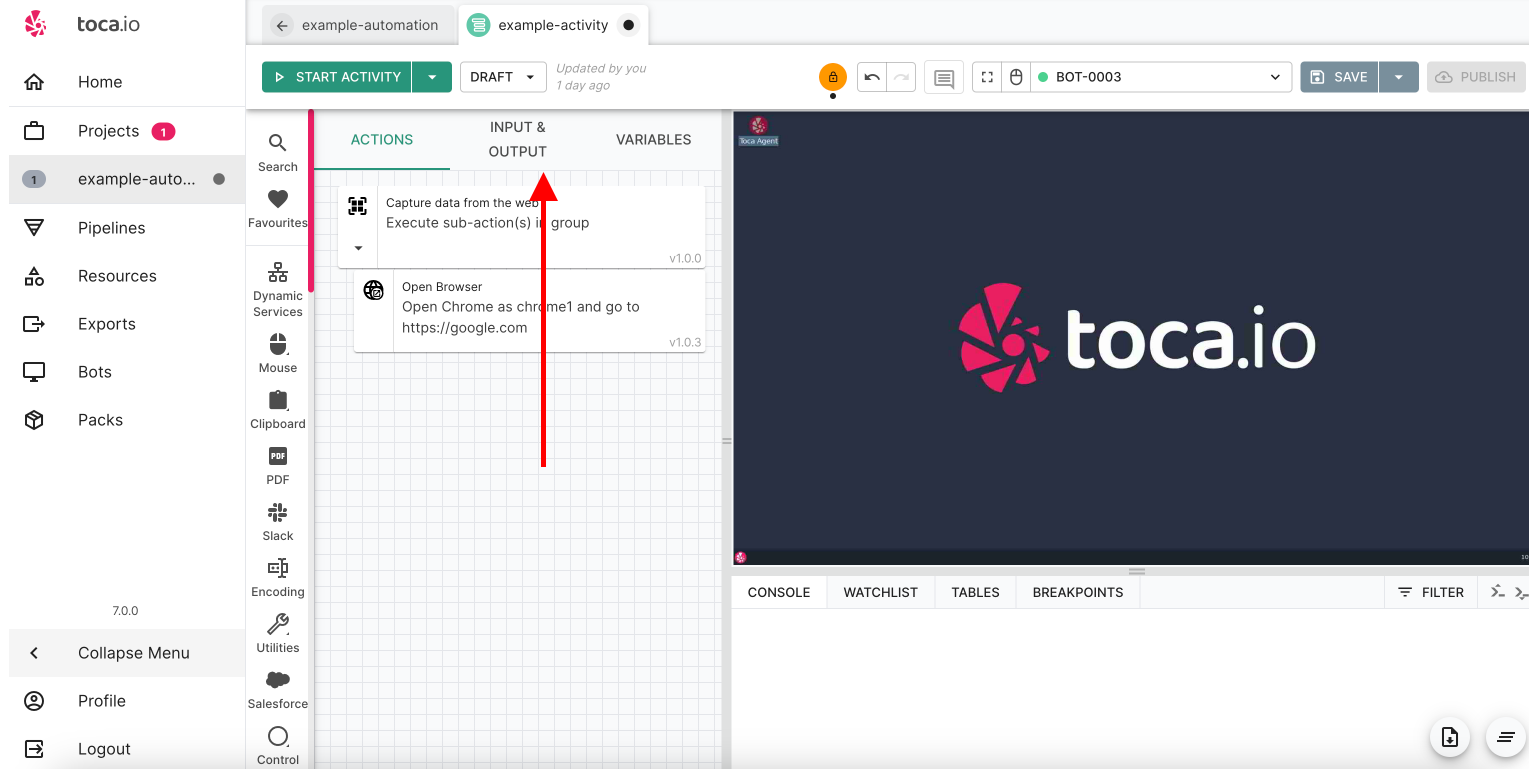 toca.io
Home
Projects 1
1 example-auto...
Pipelines
Resources
Exports
Bots
Packs
7.0.0
Collapse Menu
Profile
Logout
example-automation
example-activity
START ACTIVITY
DRAFT
Updated by you
1 day ago
BOT-0003
SAVE
PUBLISH
Search
Favourites
Dynamic
Services
Mouse
Clipboard
PDF
PDF
Slack
Encoding
Utilities
Salesforce
Control
ACTIONS
INPUT &
OUTPUT
VARIABLES
Capture data from the web
Execute sub-action(s) in group
v1.0.0
Open Browser
Open Chrome as chrome1 and go to
https://google.com
v1.0.3
Toca Agent
toca.io
10
CONSOLE
WATCHLIST
TABLES
BREAKPOINTS
FILTER